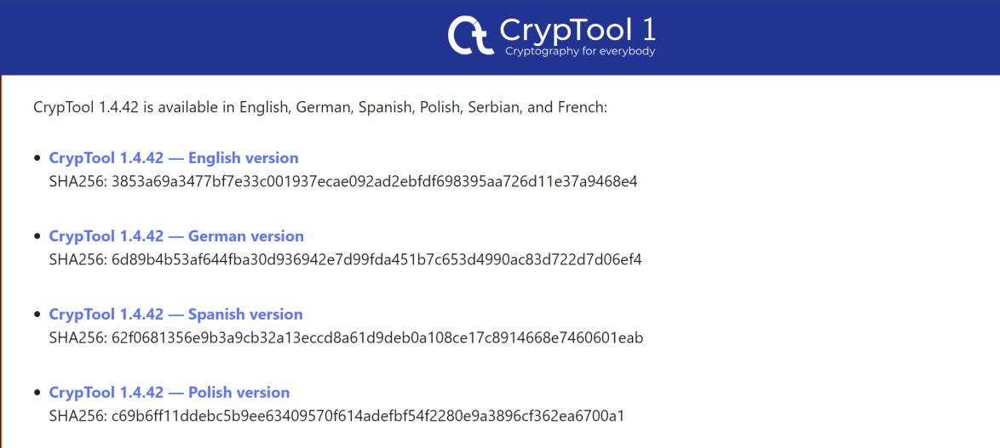 CrypTool 1
Cryptography for everybody
CrypTool 1.4.42 is available in English, German, Spanish, Polish, Serbian, and French:
• CrypTool 1.4.42 — English version
SHA256: 3853a69a3477bf7e33c001937ecae092ad2ebfdf698395aa726d11e37a9468e4
• CrypTool 1.4.42 — German version
SHA256: 6d89b4b53af644fba30d936942e7d99fda451b7c653d4990ac83d722d7d06ef4
• CrypTool 1.4.42 — Spanish version
SHA256: 62f0681356e9b3a9cb32a13eccd8a61d9deb0a108ce17c8914668e7460601eab
• CrypTool 1.4.42 — Polish version
SHA256: c69b6ff11ddebc5b9ee63409570f614adefbf54f2280e9a3896cf362ea6700a1